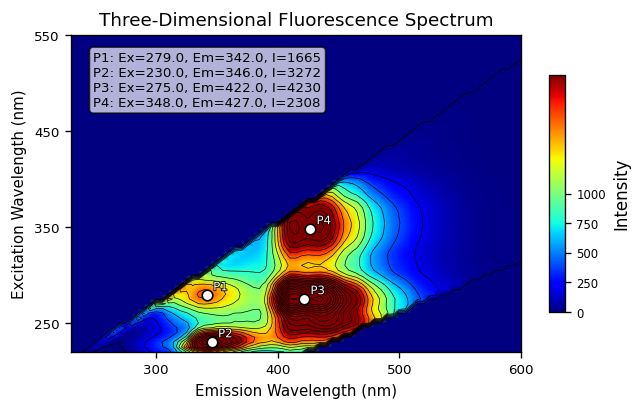 Three-Dimensional Fluorescence Spectrum
550
P1: Ex=279.0, Em=342.0, I=1665
P2: Ex=230.0, Em=346.0, I=3272
P3: Ex=275.0, Em=422.0, I=4230
P4: Ex=348.0, Em=427.0, I=2308
450
350
250
Excitation Wavelength (nm)
P4
P1
P3
P2
300
400
500
600
Emission Wavelength (nm)
1000
750
500
250
0
Intensity